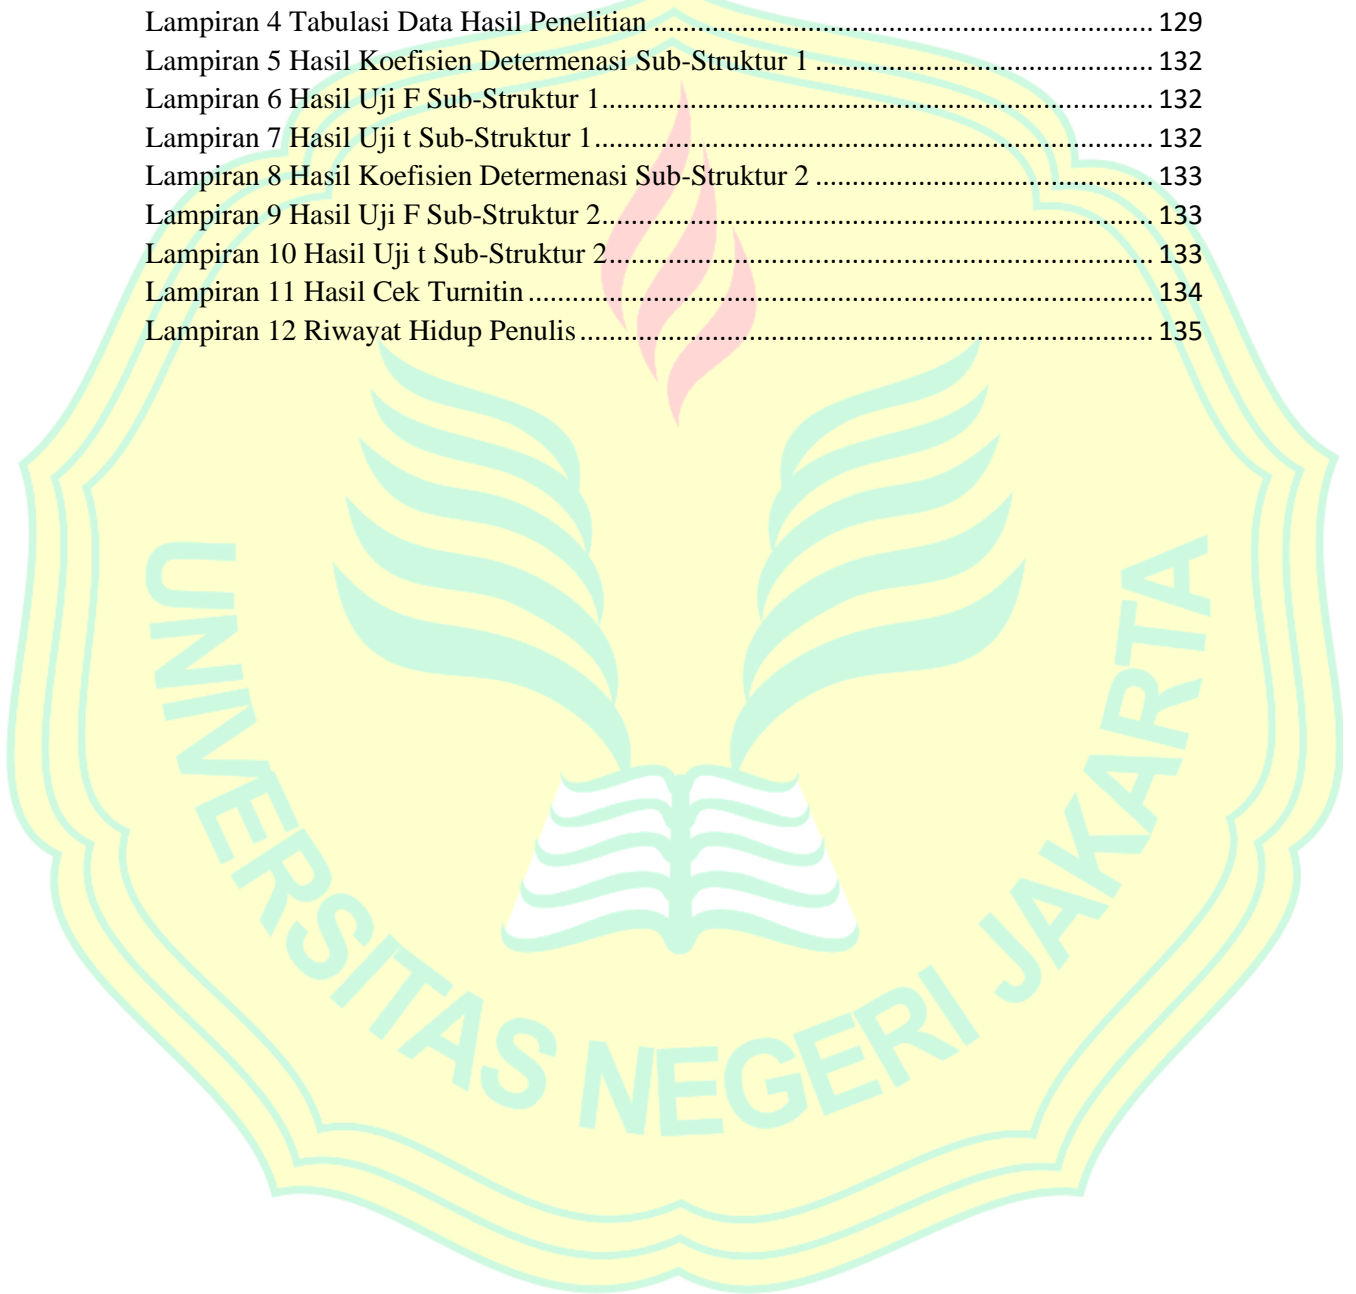 Lampiran 4 Tabulasi Data Hasil Penelitian ........................................................................ 129
Lampiran 5 Hasil Koefisien Determenasi Sub-Struktur 1 ................................................. 132
Lampiran 6 Hasil Uji F Sub-Struktur 1................................................................................ 132
Lampiran 7 Hasil Uji t Sub-Struktur 1................................................................................. 132
Lampiran 8 Hasil Koefisien Determenasi Sub-Struktur 2 ................................................. 133
Lampiran 9 Hasil Uji F Sub-Struktur 2................................................................................ 133
Lampiran 10 Hasil Uji t Sub-Struktur 2............................................................................... 133
Lampiran 11 Hasil Cek Turnitin .......................................................................................... 134
Lampiran 12 Riwayat Hidup Penulis ................................................................................... 135
UNIVERSITAS NEGERI JAKARTA